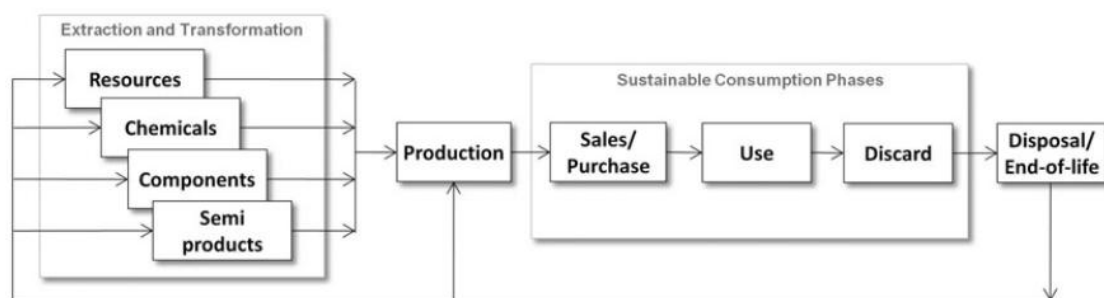 Extraction and Transformation
Resources
Chemicals
Components
Semi
products
Production
Sustainable Consumption Phases
Sales/
Purchase
Use
Discard
Disposal/
End-of-life